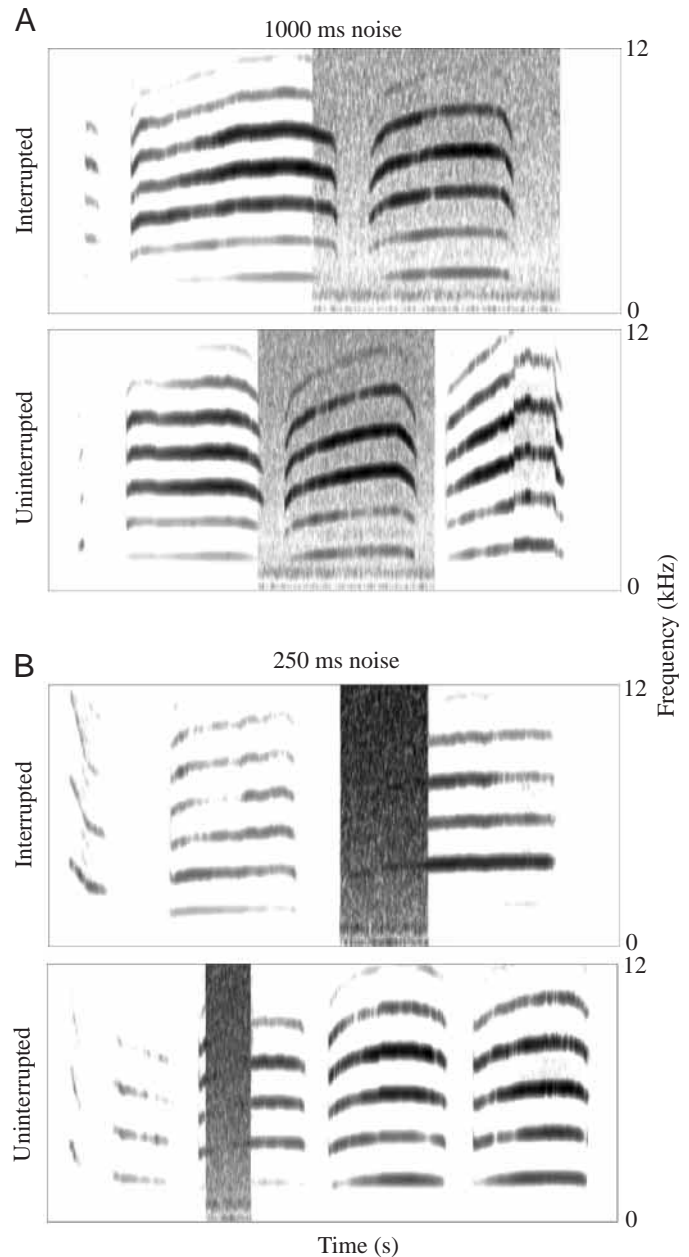 A
1000 ms noise
Interrupted
12
0
Uninterrupted
12
0
Frequency (kHz)
B
250 ms noise
Interrupted
12
0
Uninterrupted
12
0
Time (s)